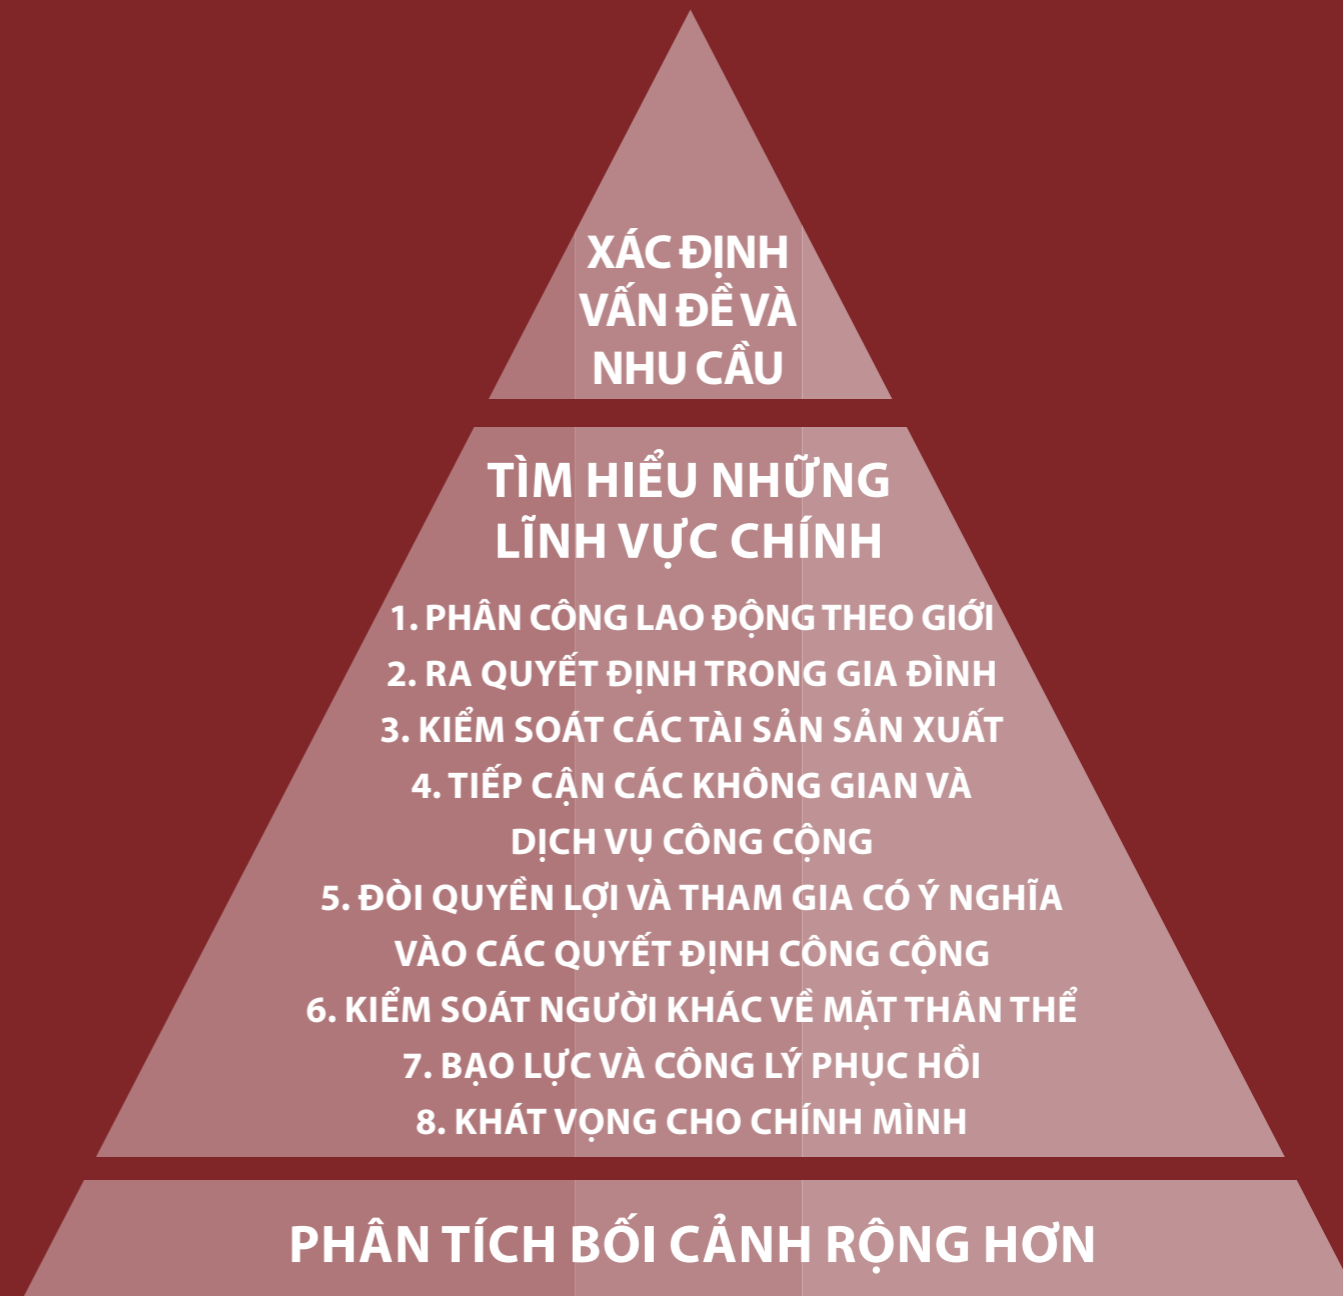 XÁC ĐỊNH
VẤN ĐỀ VÀ
NHU CẦU
TÌM HIỂU NHỮNG
LĨNH VỰC CHÍNH
1. PHÂN CÔNG LAO ĐỘNG THEO GIỚI
2. RA QUYẾT ĐỊNH TRONG GIA ĐÌNH
3. KIỂM SOÁT CÁC TÀI SẢN SẢN XUẤT
4. TIẾP CẬN CÁC KHÔNG GIAN VÀ
DỊCH VỤ CÔNG CỘNG
5. ĐÒI QUYỀN LỢI VÀ THAM GIA CÓ Ý NGHĨA
VÀO CÁC QUYẾT ĐỊNH CÔNG CỘNG
6. KIỂM SOÁT NGƯỜI KHÁC VỀ MẶT THÂN THỂ
7. BẠO LỰC VÀ CÔNG LÝ PHỤC HỒI
8. KHÁT VỌNG CHO CHÍNH MÌNH
PHÂN TÍCH BỐI CẢNH RỘNG HƠN